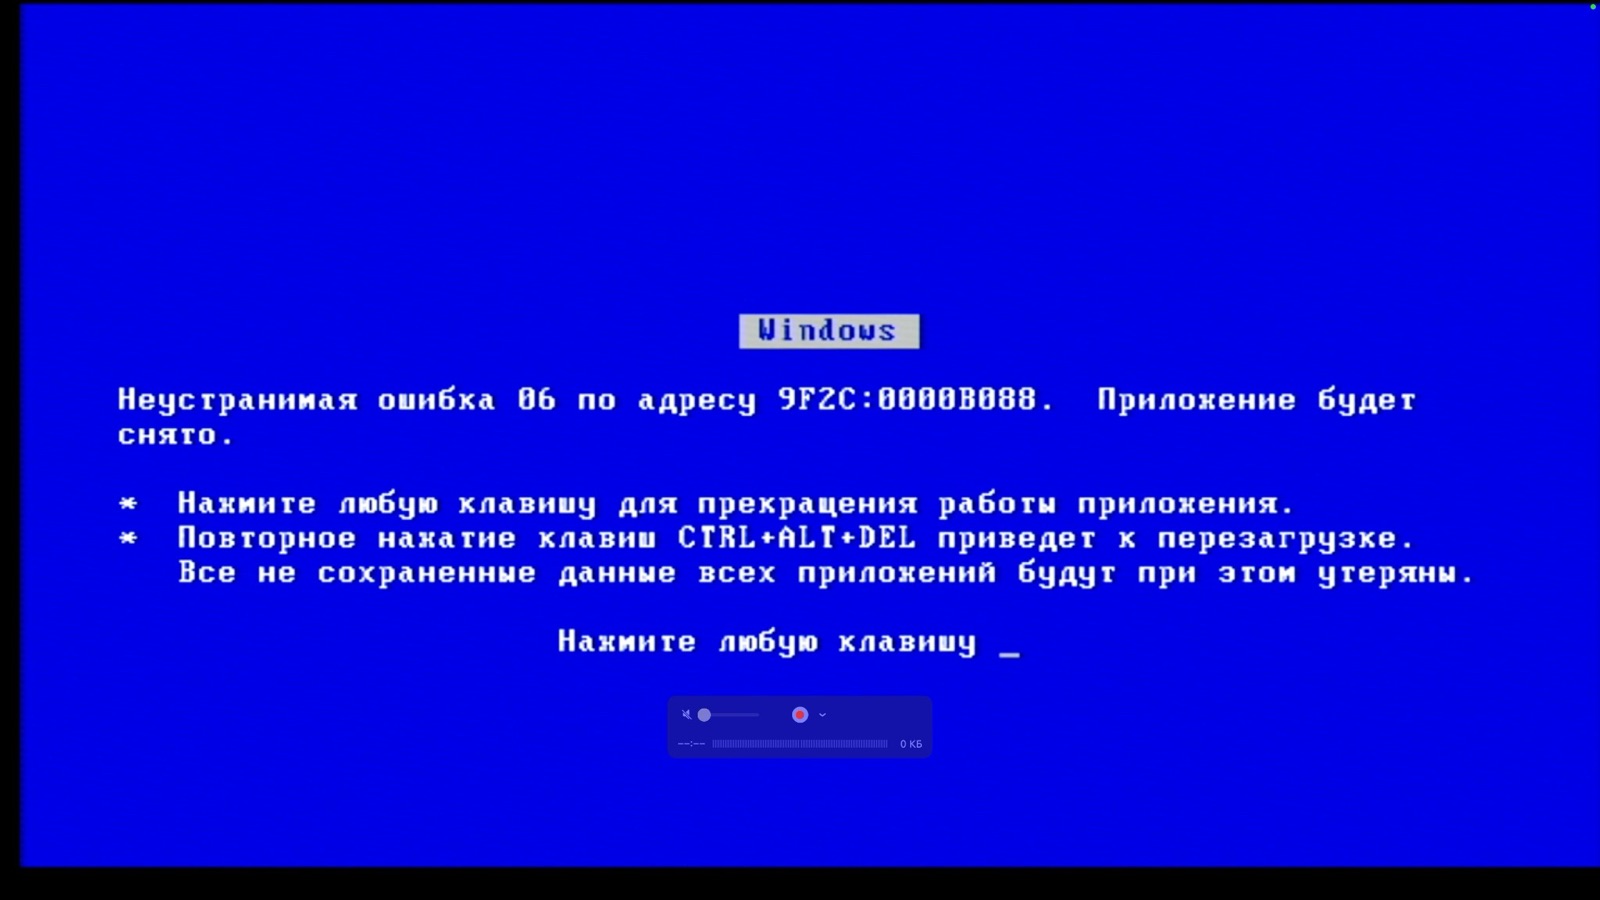 Windows
Неустранимая ошибка 06 по адресу 9F2C:0000B088.  Приложение будет
снято.
*  Нажмите любую клавишу для прекращения работы приложения.
*  Повторное нажатие клавиш CTRL+ALT+DEL приведет к перезагрузке.
Все не сохраненные данные всех приложений будут при этом утеряны.
Нажмите любую клавишу _
--:-- 0 КБ